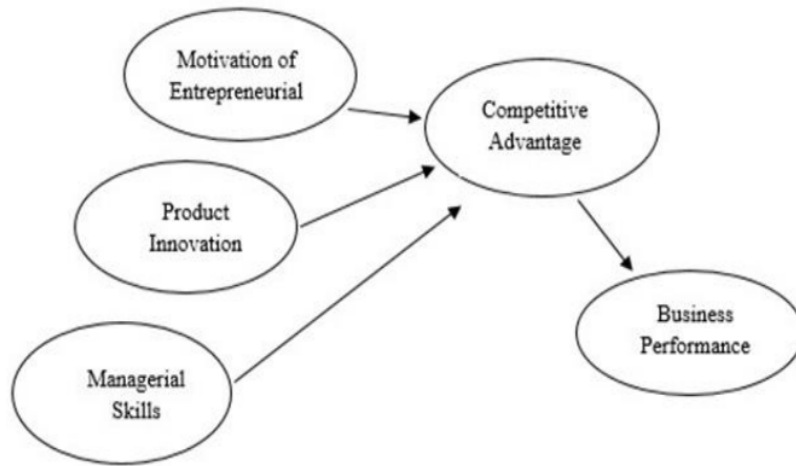 Motivation of
Entrepreneurial
Competitive
Advantage
Product
Innovation
Business
Performance
Managerial
Skills